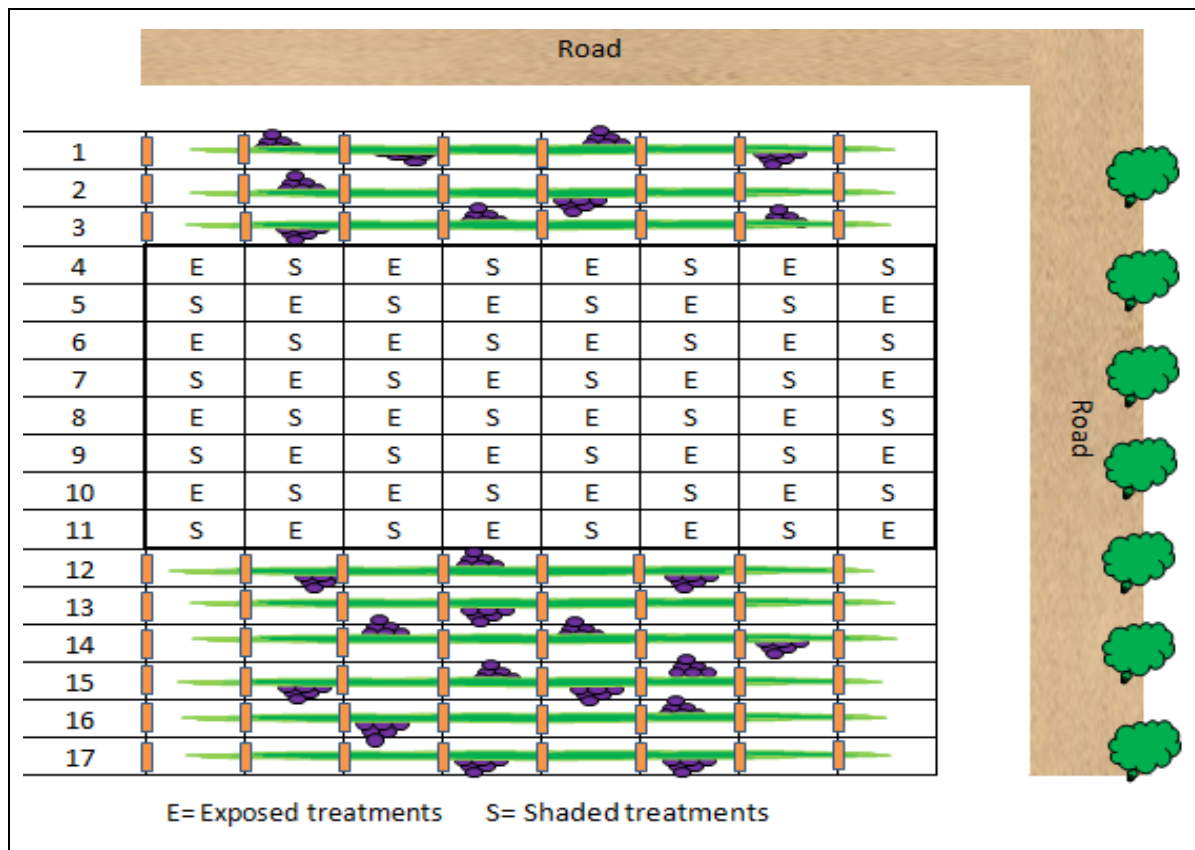 Road
1
2
3
4 E S E S E S E S
5 S E S E S E S E
6 E S E S E S E S
7 S E S E S E S E
8 E S E S E S E S
9 S E S E S E S E
10 E S E S E S E S
11 S E S E S E S E
12
13
14
15
16
17
Road
E= Exposed treatments S= Shaded treatments